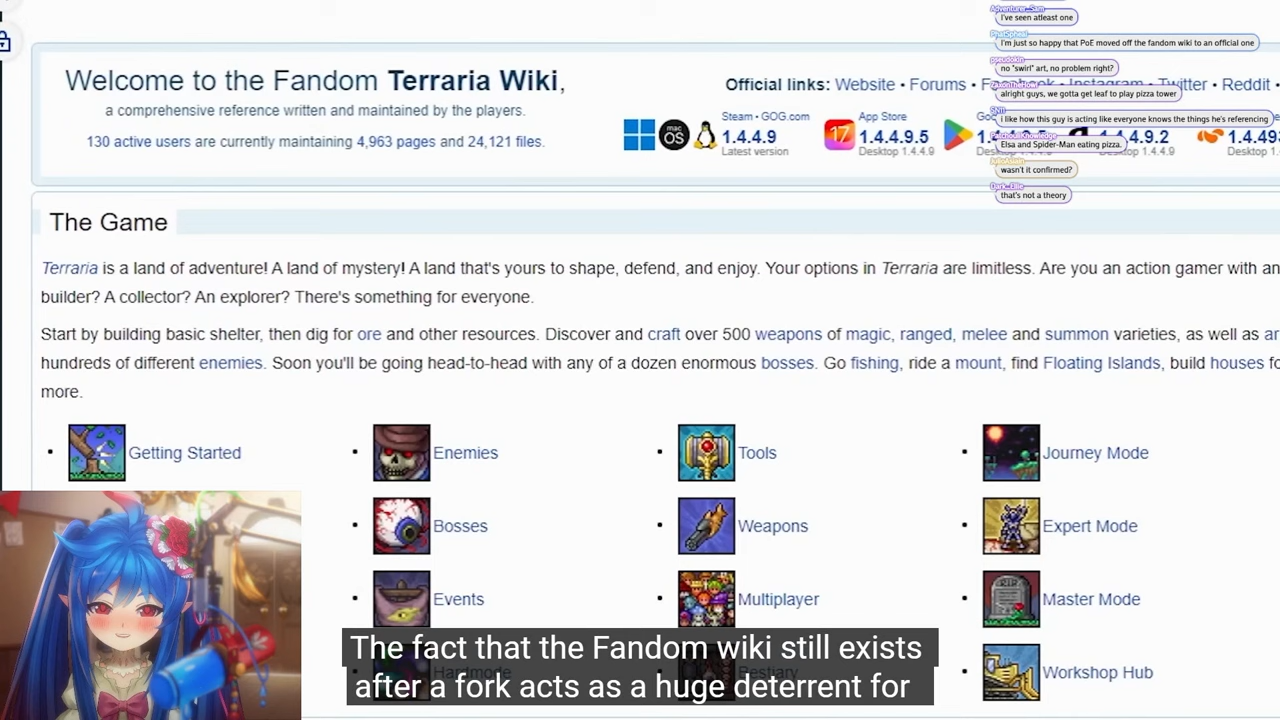 Adventurer_Sam
I've seen atleast one
I'm just so happy that PoE moved off the fandom wiki to an official one
no "swirl" art, no problem right?
alright guys, we gotta get leaf to play pizza tower
i like how this guy is acting like everyone knows the things he's referencing
Patchouli Knowledge
Elsa and Spider-Man eating pizza.
wasn't it confirmed?
that's not a theory
Welcome to the Fandom Terraria Wiki,
a comprehensive reference written and maintained by the players.
130 active users are currently maintaining 4,963 pages and 24,121 files.
Official links: Website • Forums • Facebook • Instagram • Twitter • Reddit •
Steam • GOG.com
1.4.4.9
Latest version
mac
OS
17
App Store
1.4.4.9.5
Desktop 1.4.4.9
Desktop 1.4.4.9
4.9.2
Desktop 1.4.4.9
1.4.49
Desktop 1.4.
The Game
Terraria is a land of adventure! A land of mystery! A land that's yours to shape, defend, and enjoy. Your options in Terraria are limitless. Are you an action gamer with an
builder? A collector? An explorer? There's something for everyone.
Start by building basic shelter, then dig for ore and other resources. Discover and craft over 500 weapons of magic, ranged, melee and summon varieties, as well as ar
hundreds of different enemies. Soon you'll be going head-to-head with any of a dozen enormous bosses. Go fishing, ride a mount, find Floating Islands, build houses fo
more.
Getting Started
Enemies
Tools
Journey Mode
Bosses
Weapons
Expert Mode
Events
Multiplayer
RIP
Master Mode
Hardmode
Bestiary
Workshop Hub
The fact that the Fandom wiki still exists
after a fork acts as a huge deterrent for